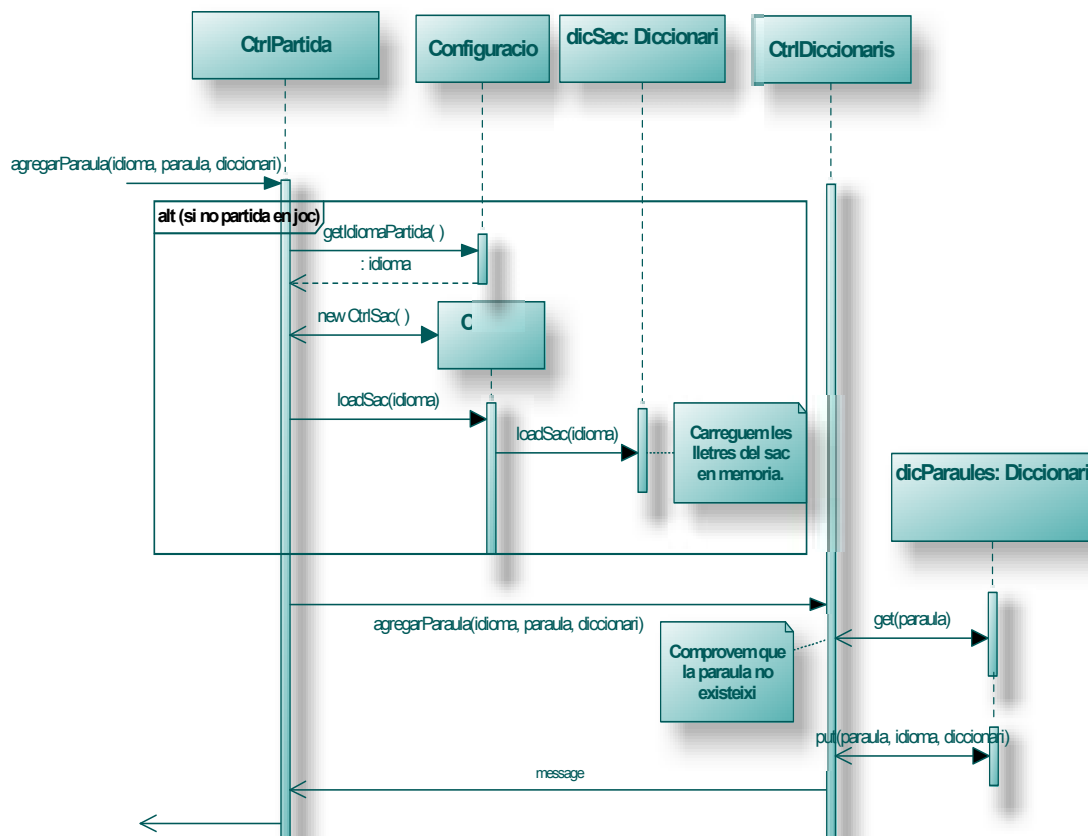 CtrlPartida
Configuracio
dicSac: Diccionari
CtrlDiccionaris
agregarParaula(idioma, paraula, diccionari)
alt (si no partida en joc)
getIdiomaPartida( )
: idioma
new CtrlSac( )
C
loadSac(idioma)
loadSac(idioma)
Carreguem les
lletres del sac
en memoria.
dicParaules: Diccionari
agregarParaula(idioma, paraula, diccionari)
get(paraula)
Comprovem que
la paraula no
existeixi
put(paraula, idioma, diccionari)
message